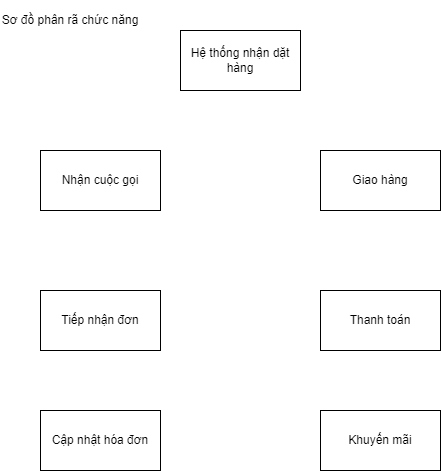 Sơ đồ phân rã chức năng
Hệ thống nhận dặt
hàng
Nhận cuộc gọi
Giao hàng
Tiếp nhận đơn
Thanh toán
Cập nhật hóa đơn
Khuyến mãi